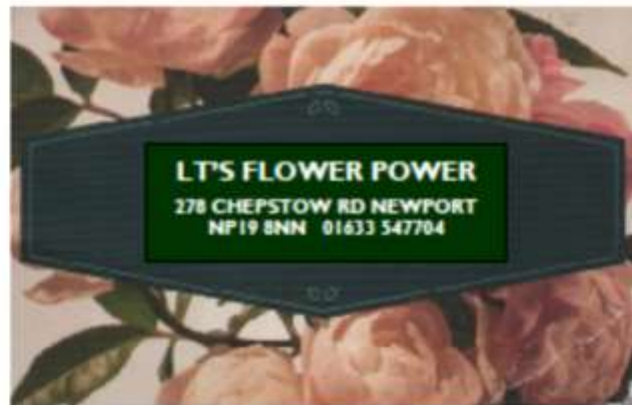 LT'S FLOWER POWER
278 CHEPSTOW RD NEWPORT
NP19 8NN 01633 547704